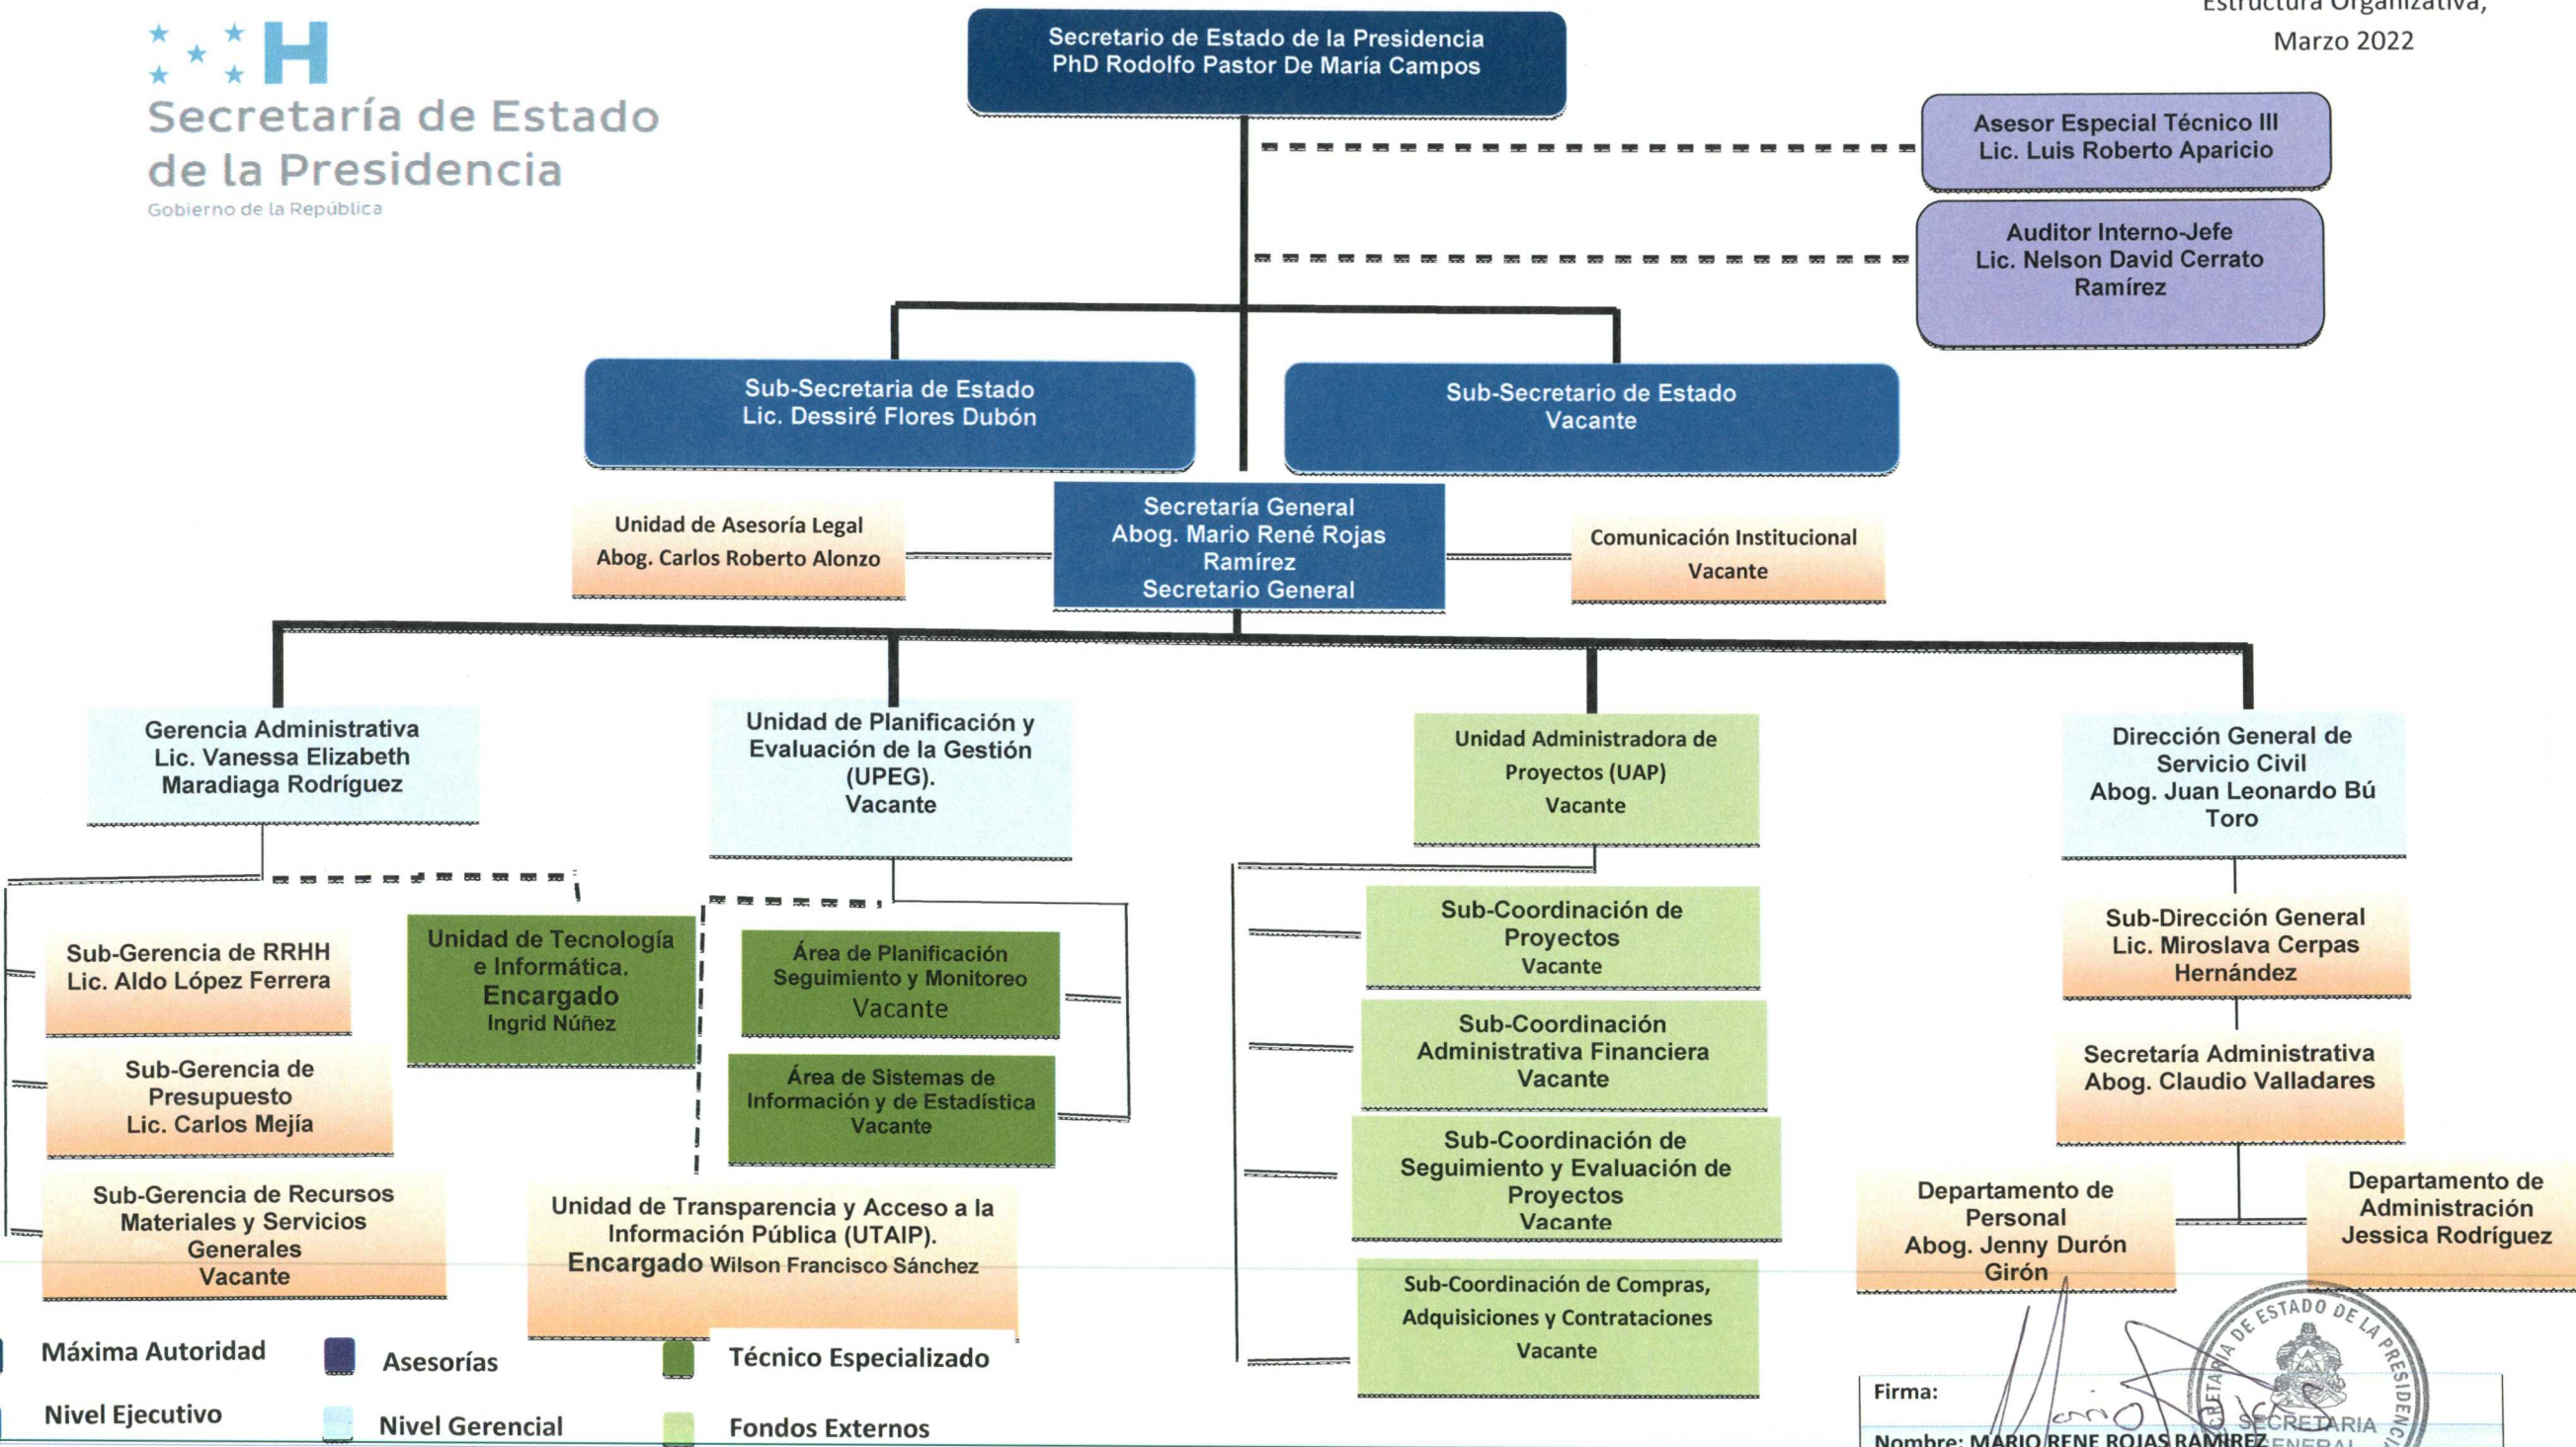 Estructura Organizativa,
Marzo 2022
H
Secretaría de Estado
de la Presidencia
Gobierno de la República
Secretario de Estado de la Presidencia
PhD Rodolfo Pastor De María Campos
Asesor Especial Técnico III
Lic. Luis Roberto Aparicio
Auditor Interno-Jefe
Lic. Nelson David Cerrato
Ramírez
Sub-Secretaria de Estado
Lic. Dessiré Flores Dubón
Sub-Secretario de Estado
Vacante
Unidad de Asesoría Legal
Abog. Carlos Roberto Alonzo
Secretaría General
Abog. Mario René Rojas
Ramírez
Secretario General
Comunicación Institucional
Vacante
Gerencia Administrativa
Lic. Vanessa Elizabeth
Maradiaga Rodríguez
Unidad de Planificación y
Evaluación de la Gestión
(UPEG).
Vacante
Unidad Administradora de
Proyectos (UAP)
Vacante
Dirección General de
Servicio Civil
Abog. Juan Leonardo Bú
Toro
Sub-Gerencia de RRHH
Lic. Aldo López Ferrera
Sub-Gerencia de
Presupuesto
Lic. Carlos Mejía
Sub-Gerencia de Recursos
Materiales y Servicios
Generales
Vacante
Unidad de Tecnología
e Informática.
Encargado
Ingrid Núñez
Área de Planificación
Seguimiento y Monitoreo
Vacante
Área de Sistemas de
Información y de Estadística
Vacante
Unidad de Transparencia y Acceso a la
Información Pública (UTAIP).
Encargado Wilson Francisco Sánchez
Sub-Coordinación de
Proyectos
Vacante
Sub-Coordinación
Administrativa Financiera
Vacante
Sub-Coordinación de
Seguimiento y Evaluación de
Proyectos
Vacante
Sub-Coordinación de Compras,
Adquisiciones y Contrataciones
Vacante
Sub-Dirección General
Lic. Miroslava Cerpas
Hernández
Secretaría Administrativa
Abog. Claudio Valladares
Departamento de
Personal
Abog. Jenny Durón
Girón
Departamento de
Administración
Jessica Rodríguez
Máxima Autoridad
Asesorías
Técnico Especializado
Nivel Ejecutivo
Nivel Gerencial
Fondos Externos
Firma:
Nombre: MARIO RENE ROJAS RAMIREZ
SECRETARIA DE ESTADO DE LA PRESIDENCIA
SECRETARIA
GENERAL